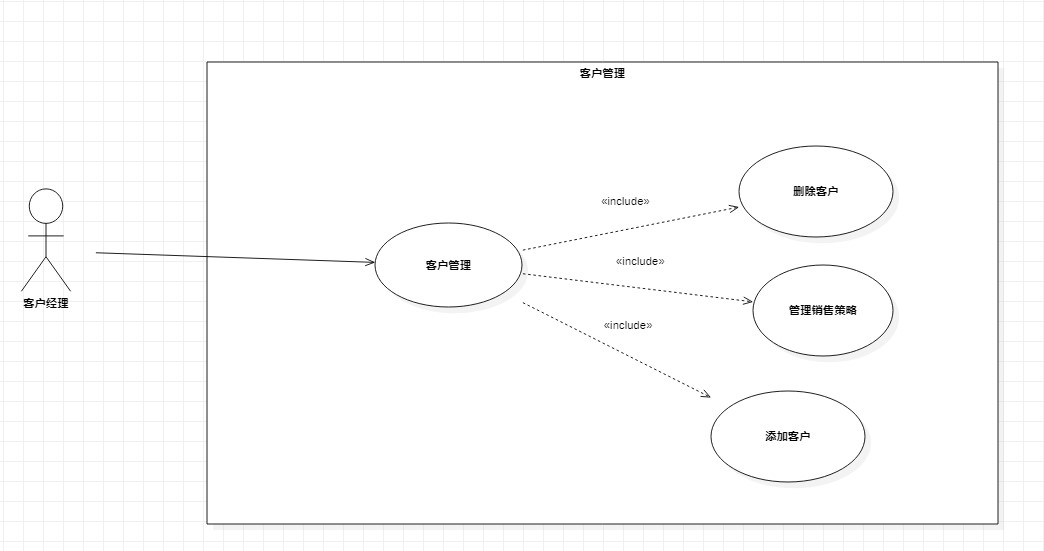 客户管理
删除客户
«include»
«include»
客户管理
客户经理
管理销售策略
«include»
添加客户